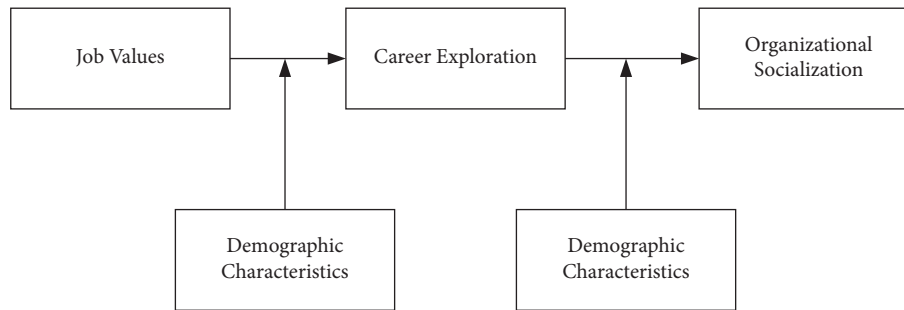 Job Values
Career Exploration
Organizational
Socialization
Demographic
Characteristics
Demographic
Characteristics